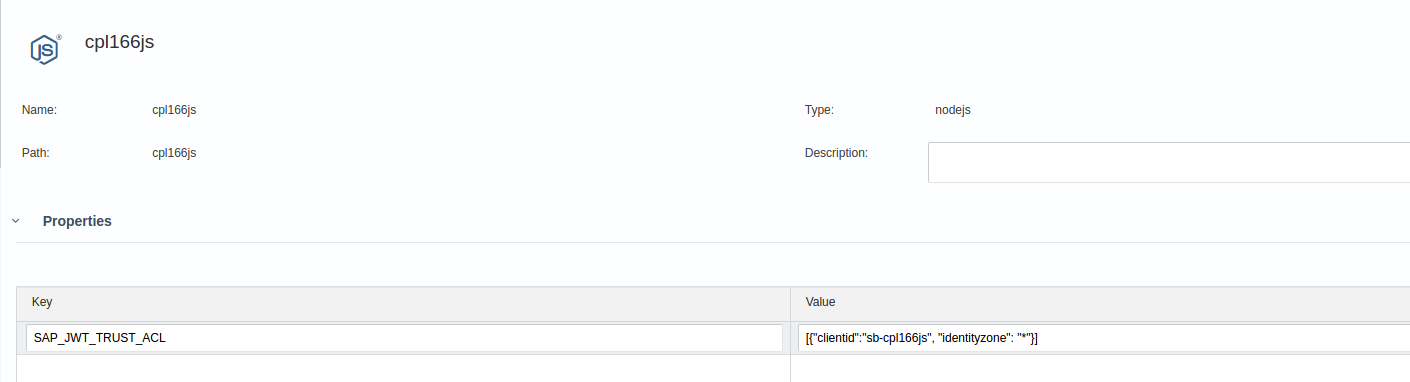 JS®
cpl166js
Name: cpl166js Type: nodejs
Path: cpl166js Description:
Properties
Key Value
SAP_JWT_TRUST_ACL [{"clientid":"sb-cpl166js", "identityzone": "*"}]